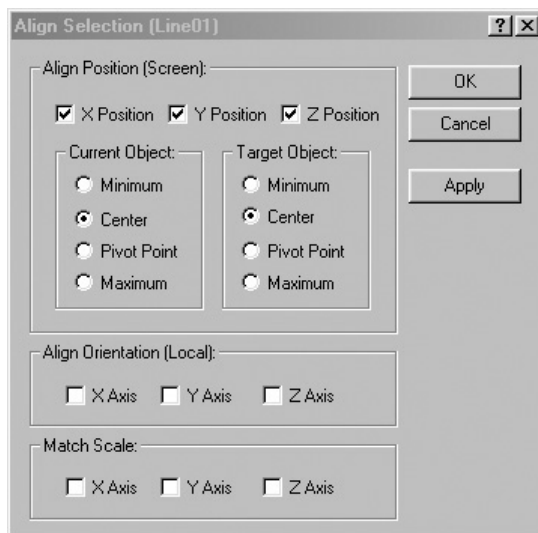 Align Selection (Line01)
Align Position (Screen):
X Position Y Position Z Position
Current Object:
Minimum
Center
Pivot Point
Maximum
Target Object:
Minimum
Center
Pivot Point
Maximum
Align Orientation (Local):
X Axis Y Axis Z Axis
Match Scale:
X Axis Y Axis Z Axis
OK
Cancel
Apply